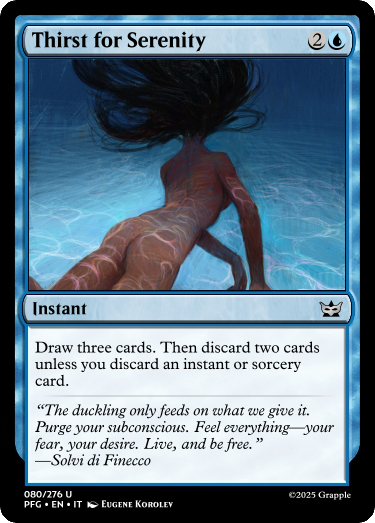 Thirst for Serenity 2
Instant
Draw three cards. Then discard two cards
unless you discard an instant or sorcery
card.
“The duckling only feeds on what we give it.
Purge your subconscious. Feel everything—your
fear, your desire. Live, and be free.”
—Solvi di Finecco
080/276 U
PFG • EN • IT Eugene Korolev
©2025 Grapple